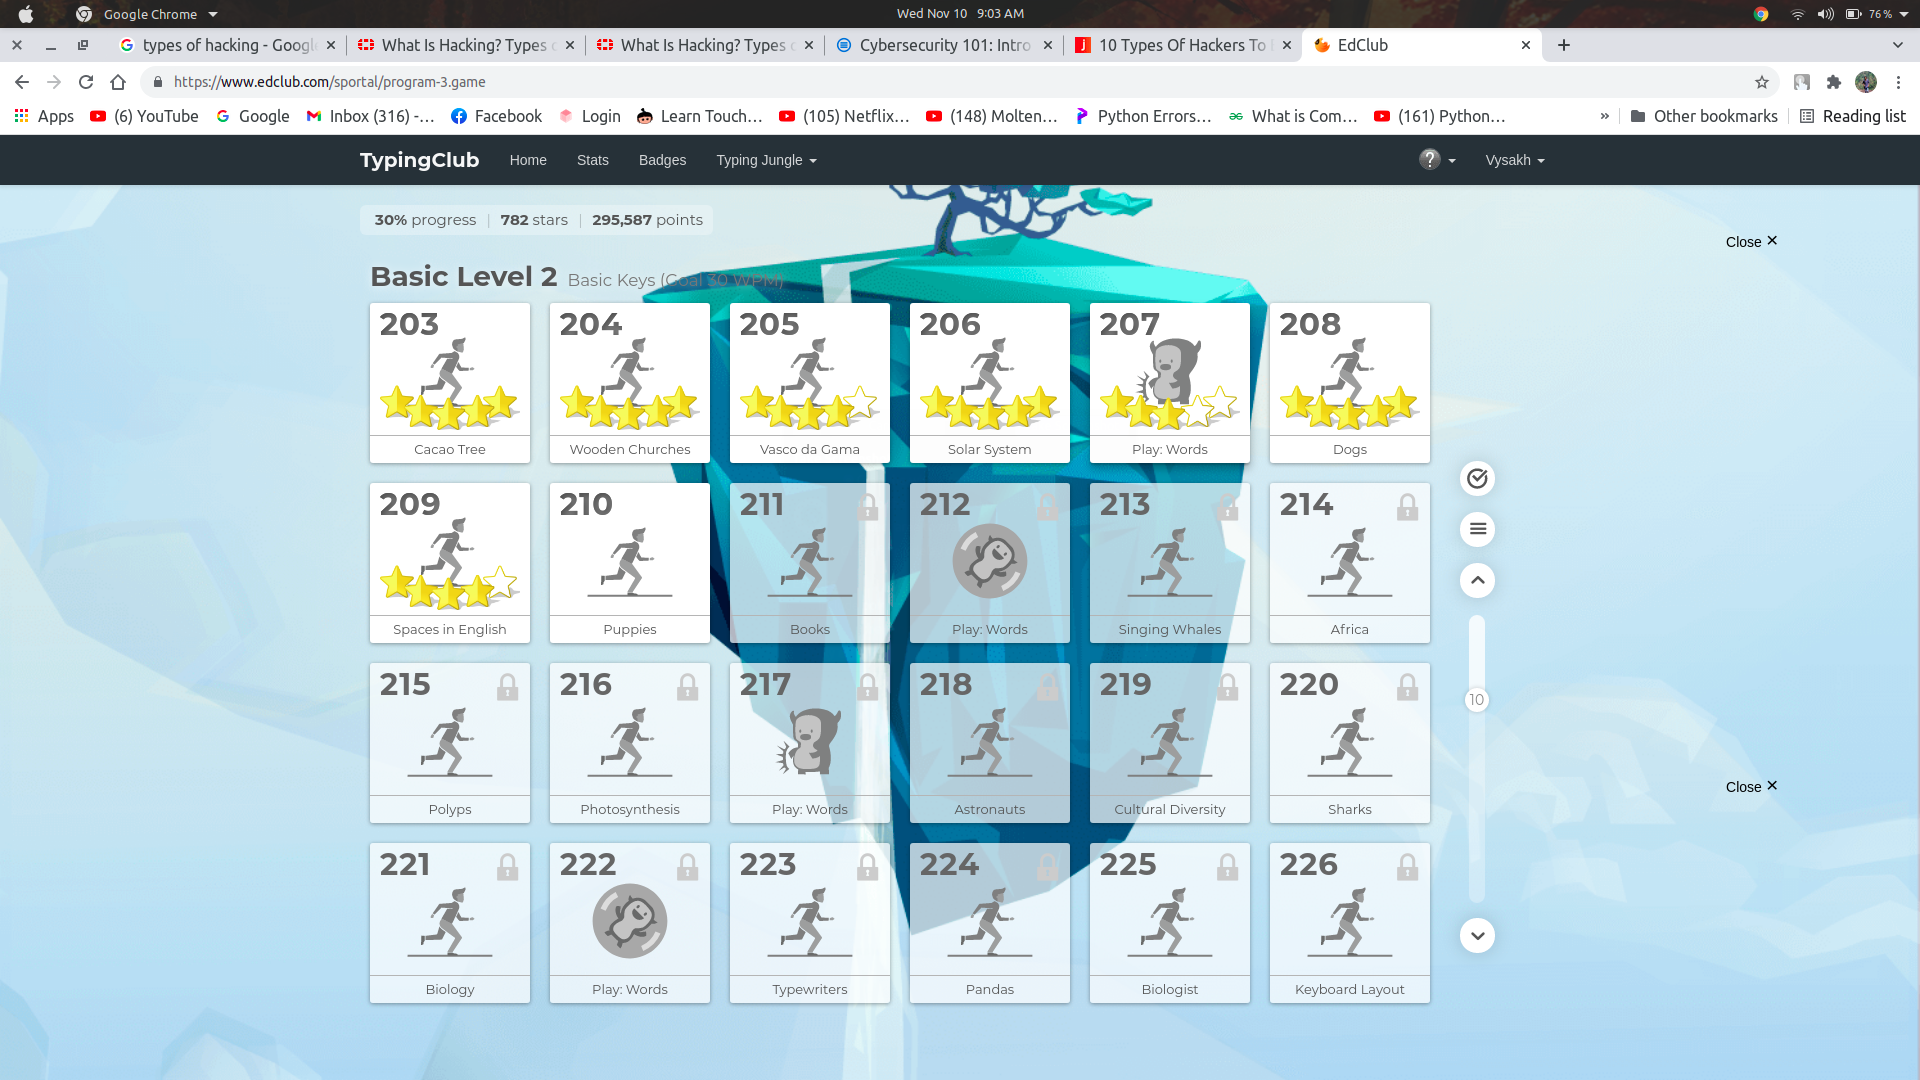 Google Chrome
Wed Nov 10 9:03 AM
76 %
types of hacking - Googl
What Is Hacking? Types o
What Is Hacking? Types o
Cybersecurity 101: Intro
10 Types Of Hackers To
EdClub
https://www.edclub.com/sportal/program-3.game
Apps
(6) YouTube
Google
Inbox (316) -...
Facebook
Login
Learn Touch...
(105) Netflix...
(148) Molten...
Python Errors...
What is Com...
(161) Python...
»
Other bookmarks
Reading list
TypingClub
Home
Stats
Badges
Typing Jungle
?
Vysakh
30% progress | 782 stars | 295,587 points
Close ✕
Basic Level 2 Basic Keys (Goal 30 WPM)
203 204 205 206 207 208
Cacao Tree
Wooden Churches
Vasco da Gama
Solar System
Play: Words
Dogs
209 210 211 212 213 214
Spaces in English
Puppies
Books
Play: Words
Singing Whales
Africa
215 216 217 218 219 220
10
Close ✕
Polyps
Photosynthesis
Play: Words
Astronauts
Cultural Diversity
Sharks
221 222 223 224 225 226
Biology
Play: Words
Typewriters
Pandas
Biologist
Keyboard Layout